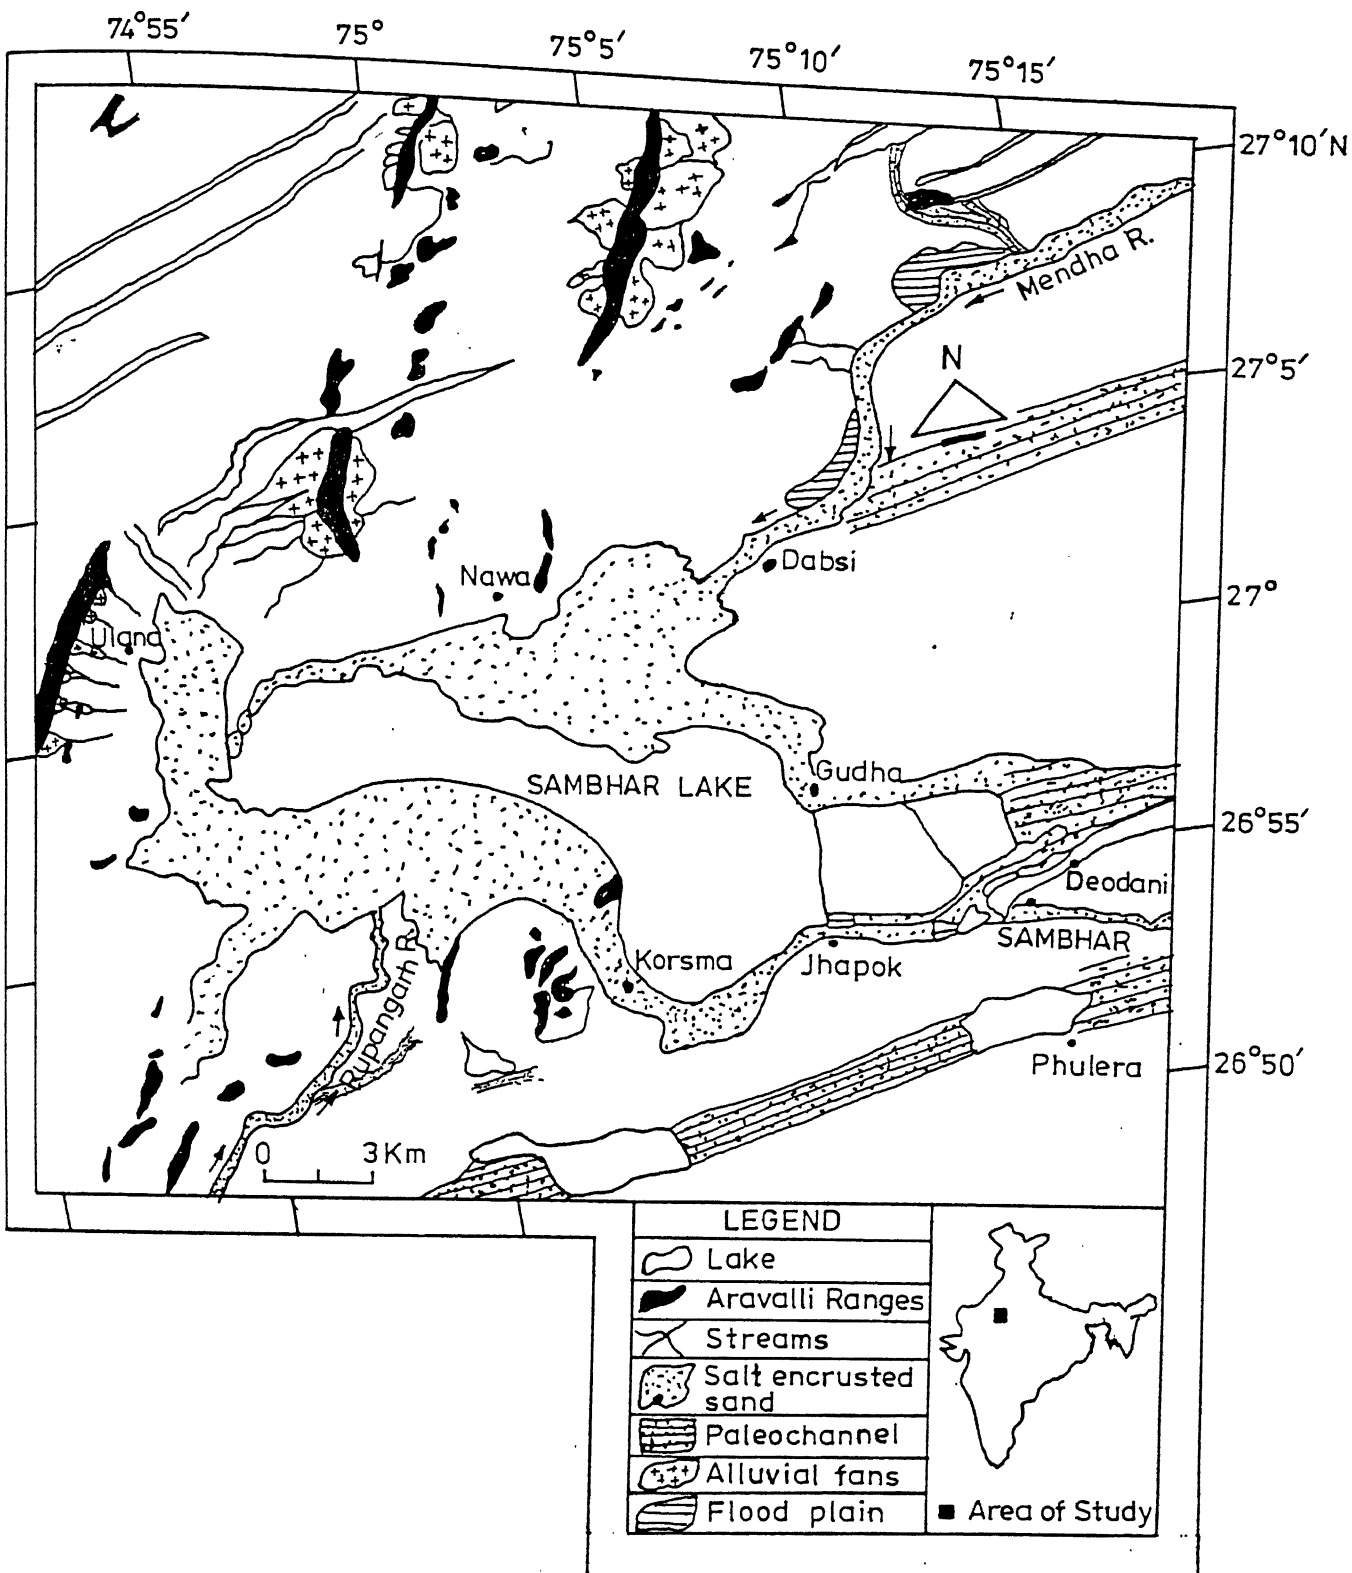 74°55′
75°
75°5′
75°10′
75°15′
27°10′N
Mendha R.
N
27°5′
Dabsi
Nawa
27°
Ulana
Gudha
SAMBHAR LAKE
26°55′
Deodani
SAMBHAR
Korsma
Jhapok
Rupangarh R.
Phulera
26°50′
0 3Km
LEGEND
Lake
Aravalli Ranges
Streams
Salt encrusted
sand
Paleochannel
Alluvial fans
Flood plain
Area of Study